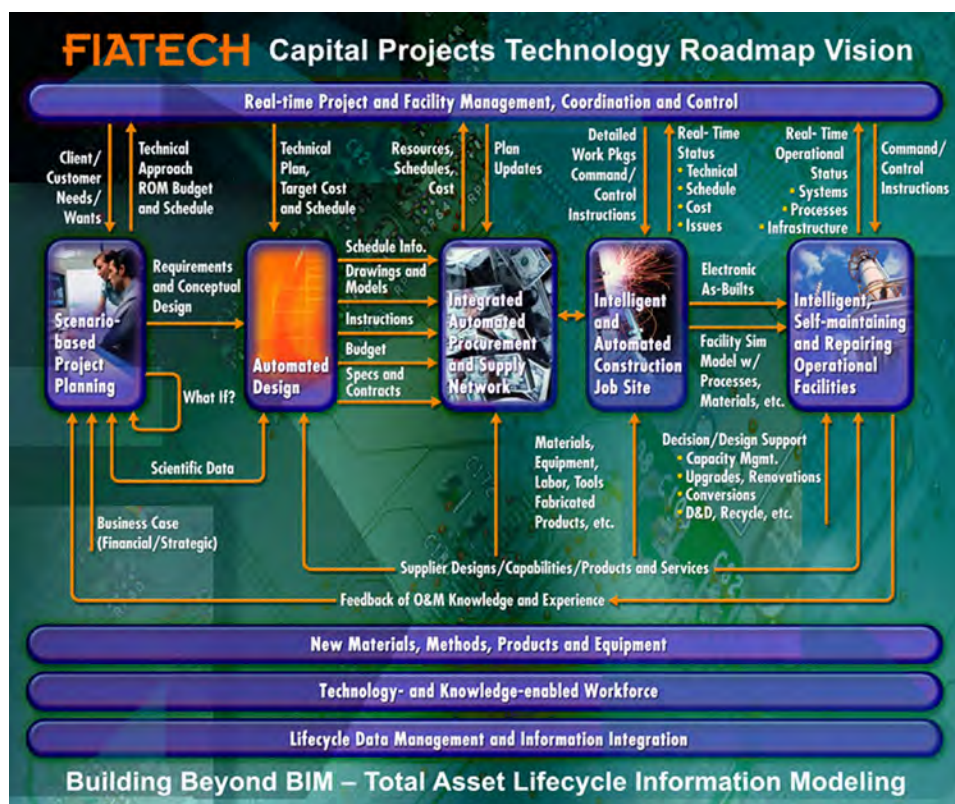 FIATECH Capital Projects Technology Roadmap Vision
Real-time Project and Facility Management, Coordination and Control
Client/
Customer
Needs/
Wants
Technical
Approach
ROM Budget
and Schedule
Technical
Plan,
Target Cost
and Schedule
Resources,
Schedules,
Cost
Plan
Updates
Detailed
Work Pkgs
Command/
Control
Instructions
Real- Time
Status
• Technical
• Schedule
• Cost
• Issues
Real- Time
Operational
Status
• Systems
• Processes
• Infrastructure
Command/
Control
Instructions
Scenario-
based
Project
Planning
Requirements
and Conceptual
Design
What If?
Automated
Design
Schedule Info.
Drawings and
Models
Instructions
Budget
Specs and
Contracts
Integrated
Automated
Procurement
and Supply
Network
Intelligent
and
Automated
Construction
Job Site
Electronic
As-Builts
Facility Sim
Model w/
Processes,
Materials, etc.
Intelligent,
Self-maintaining
and Repairing
Operational
Facilities
Scientific Data
Business Case
(Financial/Strategic)
Materials,
Equipment,
Labor, Tools
Fabricated
Products, etc.
Decision/Design Support
• Capacity Mgmt.
• Upgrades, Renovations
• Conversions
• D&D, Recycle, etc.
Supplier Designs/Capabilities/Products and Services
Feedback of O&M Knowledge and Experience
New Materials, Methods, Products and Equipment
Technology- and Knowledge-enabled Workforce
Lifecycle Data Management and Information Integration
Building Beyond BIM – Total Asset Lifecycle Information Modeling